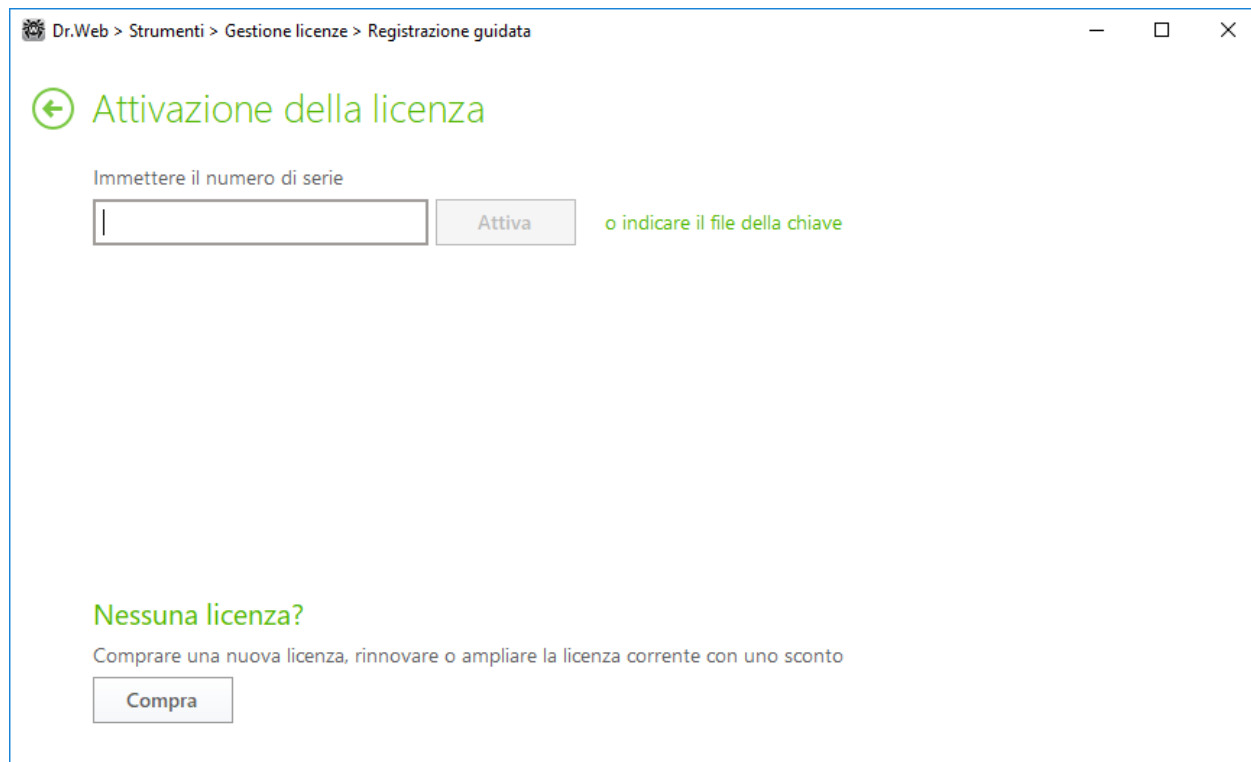 Dr.Web > Strumenti > Gestione licenze > Registrazione guidata
Attivazione della licenza
Immettere il numero di serie
Attiva o indicare il file della chiave
Nessuna licenza?
Comprare una nuova licenza, rinnovare o ampliare la licenza corrente con uno sconto
Compra